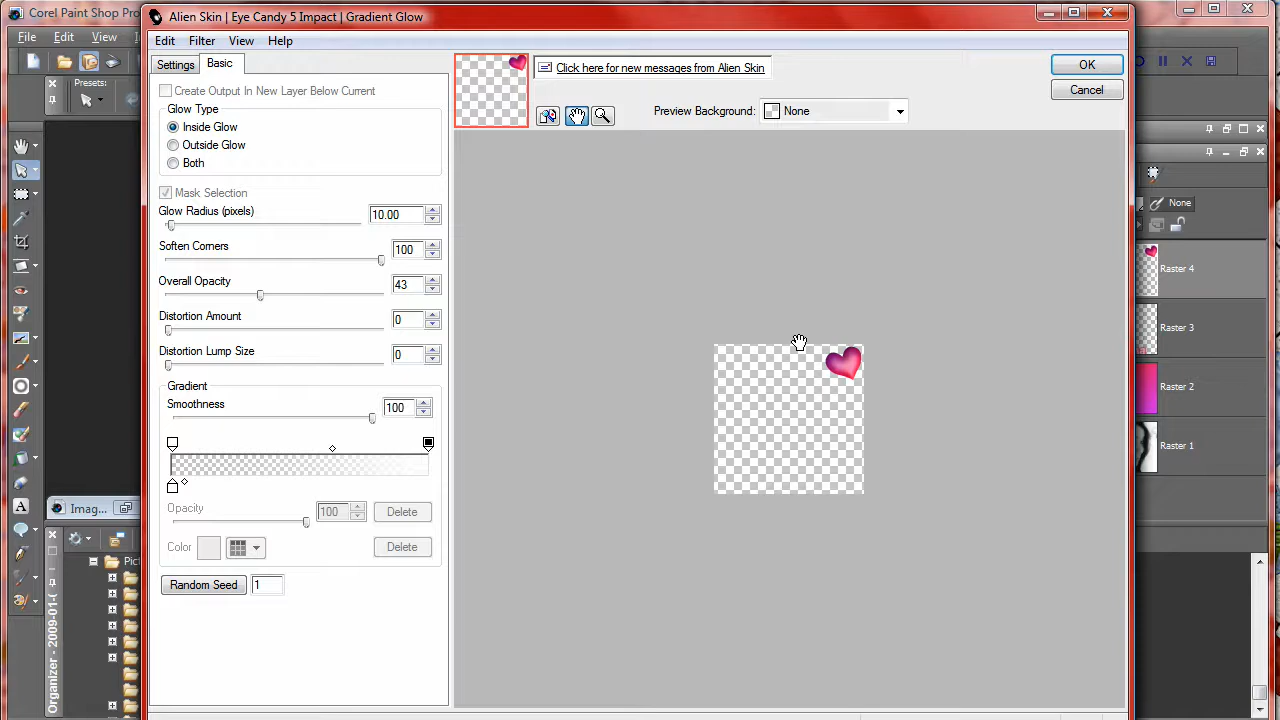 Corel Paint Shop Pro
File Edit View
Presets:
Alien Skin | Eye Candy 5 Impact | Gradient Glow
Edit Filter View Help
Settings Basic
Create Output In New Layer Below Current
Glow Type
Inside Glow
Outside Glow
Both
Mask Selection
Glow Radius (pixels) 10.00
Soften Corners 100
Overall Opacity 43
Distortion Amount 0
Distortion Lump Size 0
Gradient
Smoothness 100
Opacity 100 Delete
Color Delete
Random Seed 1
Click here for new messages from Alien Skin
Preview Background: None
OK
Cancel
None
Raster 4
Raster 3
Raster 2
Raster 1
Imag...
Organizer - 2009-01-(